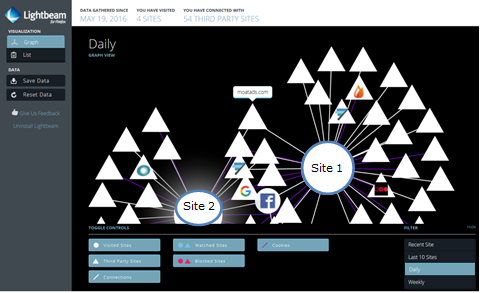 Lightbeam
for Firefox
DATA GATHERED SINCE
MAY 19, 2016
YOU HAVE VISITED
4 SITES
YOU HAVE CONNECTED WITH
54 THIRD PARTY SITES
VISUALIZATION
Graph
List
DATA
Save Data
Reset Data
Give Us Feedback
Uninstall Lightbeam
Daily
GRAPH VIEW
moatads.com
Site 1
Site 2
TOGGLE CONTROLS
Visited Sites
Watched Sites
Cookies
Third Party Sites
Blocked Sites
Connections
FILTER
Hide
Recent Site
Last 10 Sites
Daily
Weekly